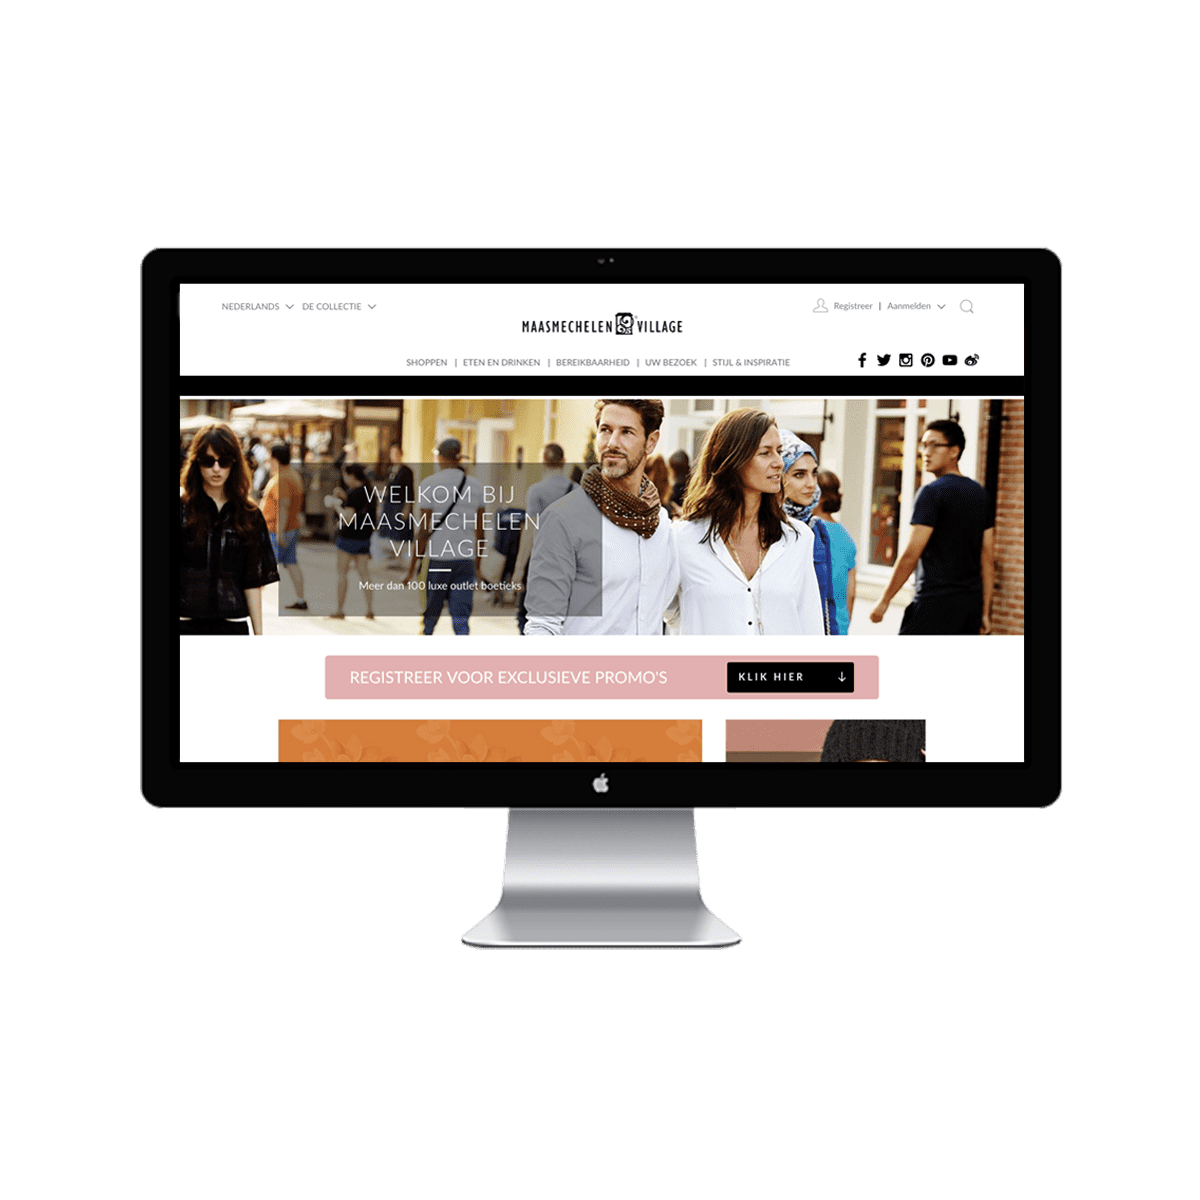 NEDERLANDS DE COLLECTIE Registreer | Aanmelden
MAASMECHELEN VILLAGE
SHOPPEN | ETEN EN DRINKEN | BEREIKBAARHEID | UW BEZOEK | STIJL & INSPIRATIE
WELKOM BIJ
MAASMECHELEN
VILLAGE
Meer dan 100 luxe outlet boetieks
REGISTREER VOOR EXCLUSIEVE PROMO'S KLIK HIER